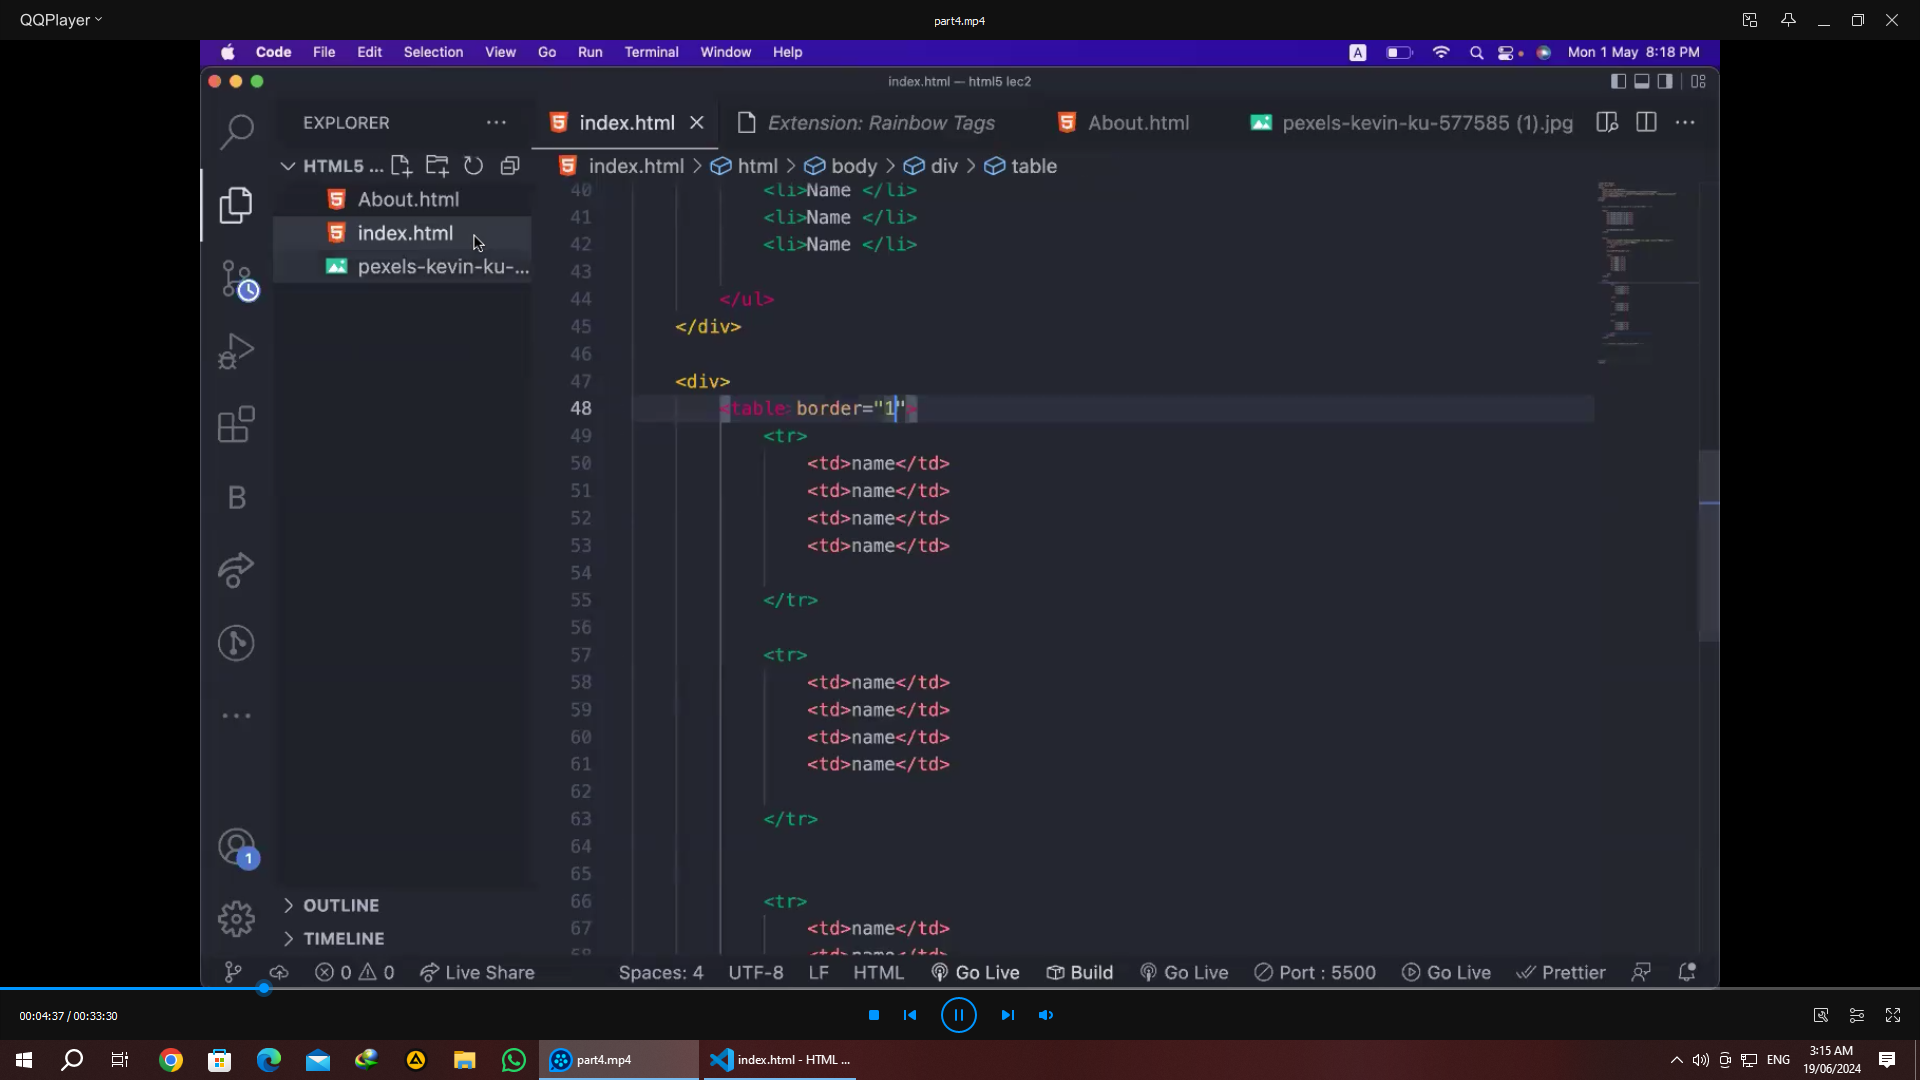 QQPlayer
part4.mp4
Code File Edit Selection View Go Run Terminal Window Help
A
Mon 1 May 8:18 PM
index.html — html5 lec2
EXPLORER
index.html
Extension: Rainbow Tags
About.html
pexels-kevin-ku-577585 (1).jpg
HTML5 ...
index.html > html > body > div > table
About.html
index.html
pexels-kevin-ku-...
40 <li>Name </li>
41 <li>Name </li>
42 <li>Name </li>
43
44 </ul>
45 </div>
46
47 <div>
48 <table border="1">
49 <tr>
50 <td>name</td>
51 <td>name</td>
52 <td>name</td>
53 <td>name</td>
54
55 </tr>
56
57 <tr>
58 <td>name</td>
59 <td>name</td>
60 <td>name</td>
61 <td>name</td>
62
63 </tr>
64
65
66 <tr>
67 <td>name</td>
B
1
OUTLINE
TIMELINE
0 0 Live Share Spaces: 4 UTF-8 LF HTML Go Live Build Go Live Port : 5500 Go Live Prettier
00:04:37 / 00:33:30
part4.mp4
index.html - HTML ...
ENG
3:15 AM
19/06/2024